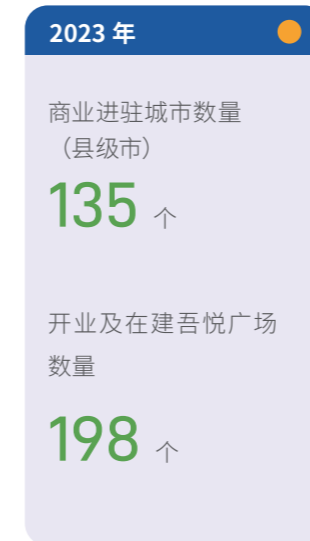 2023 年
商业进驻城市数量
（县级市）
135 个
开业及在建吾悦广场
数量
198 个